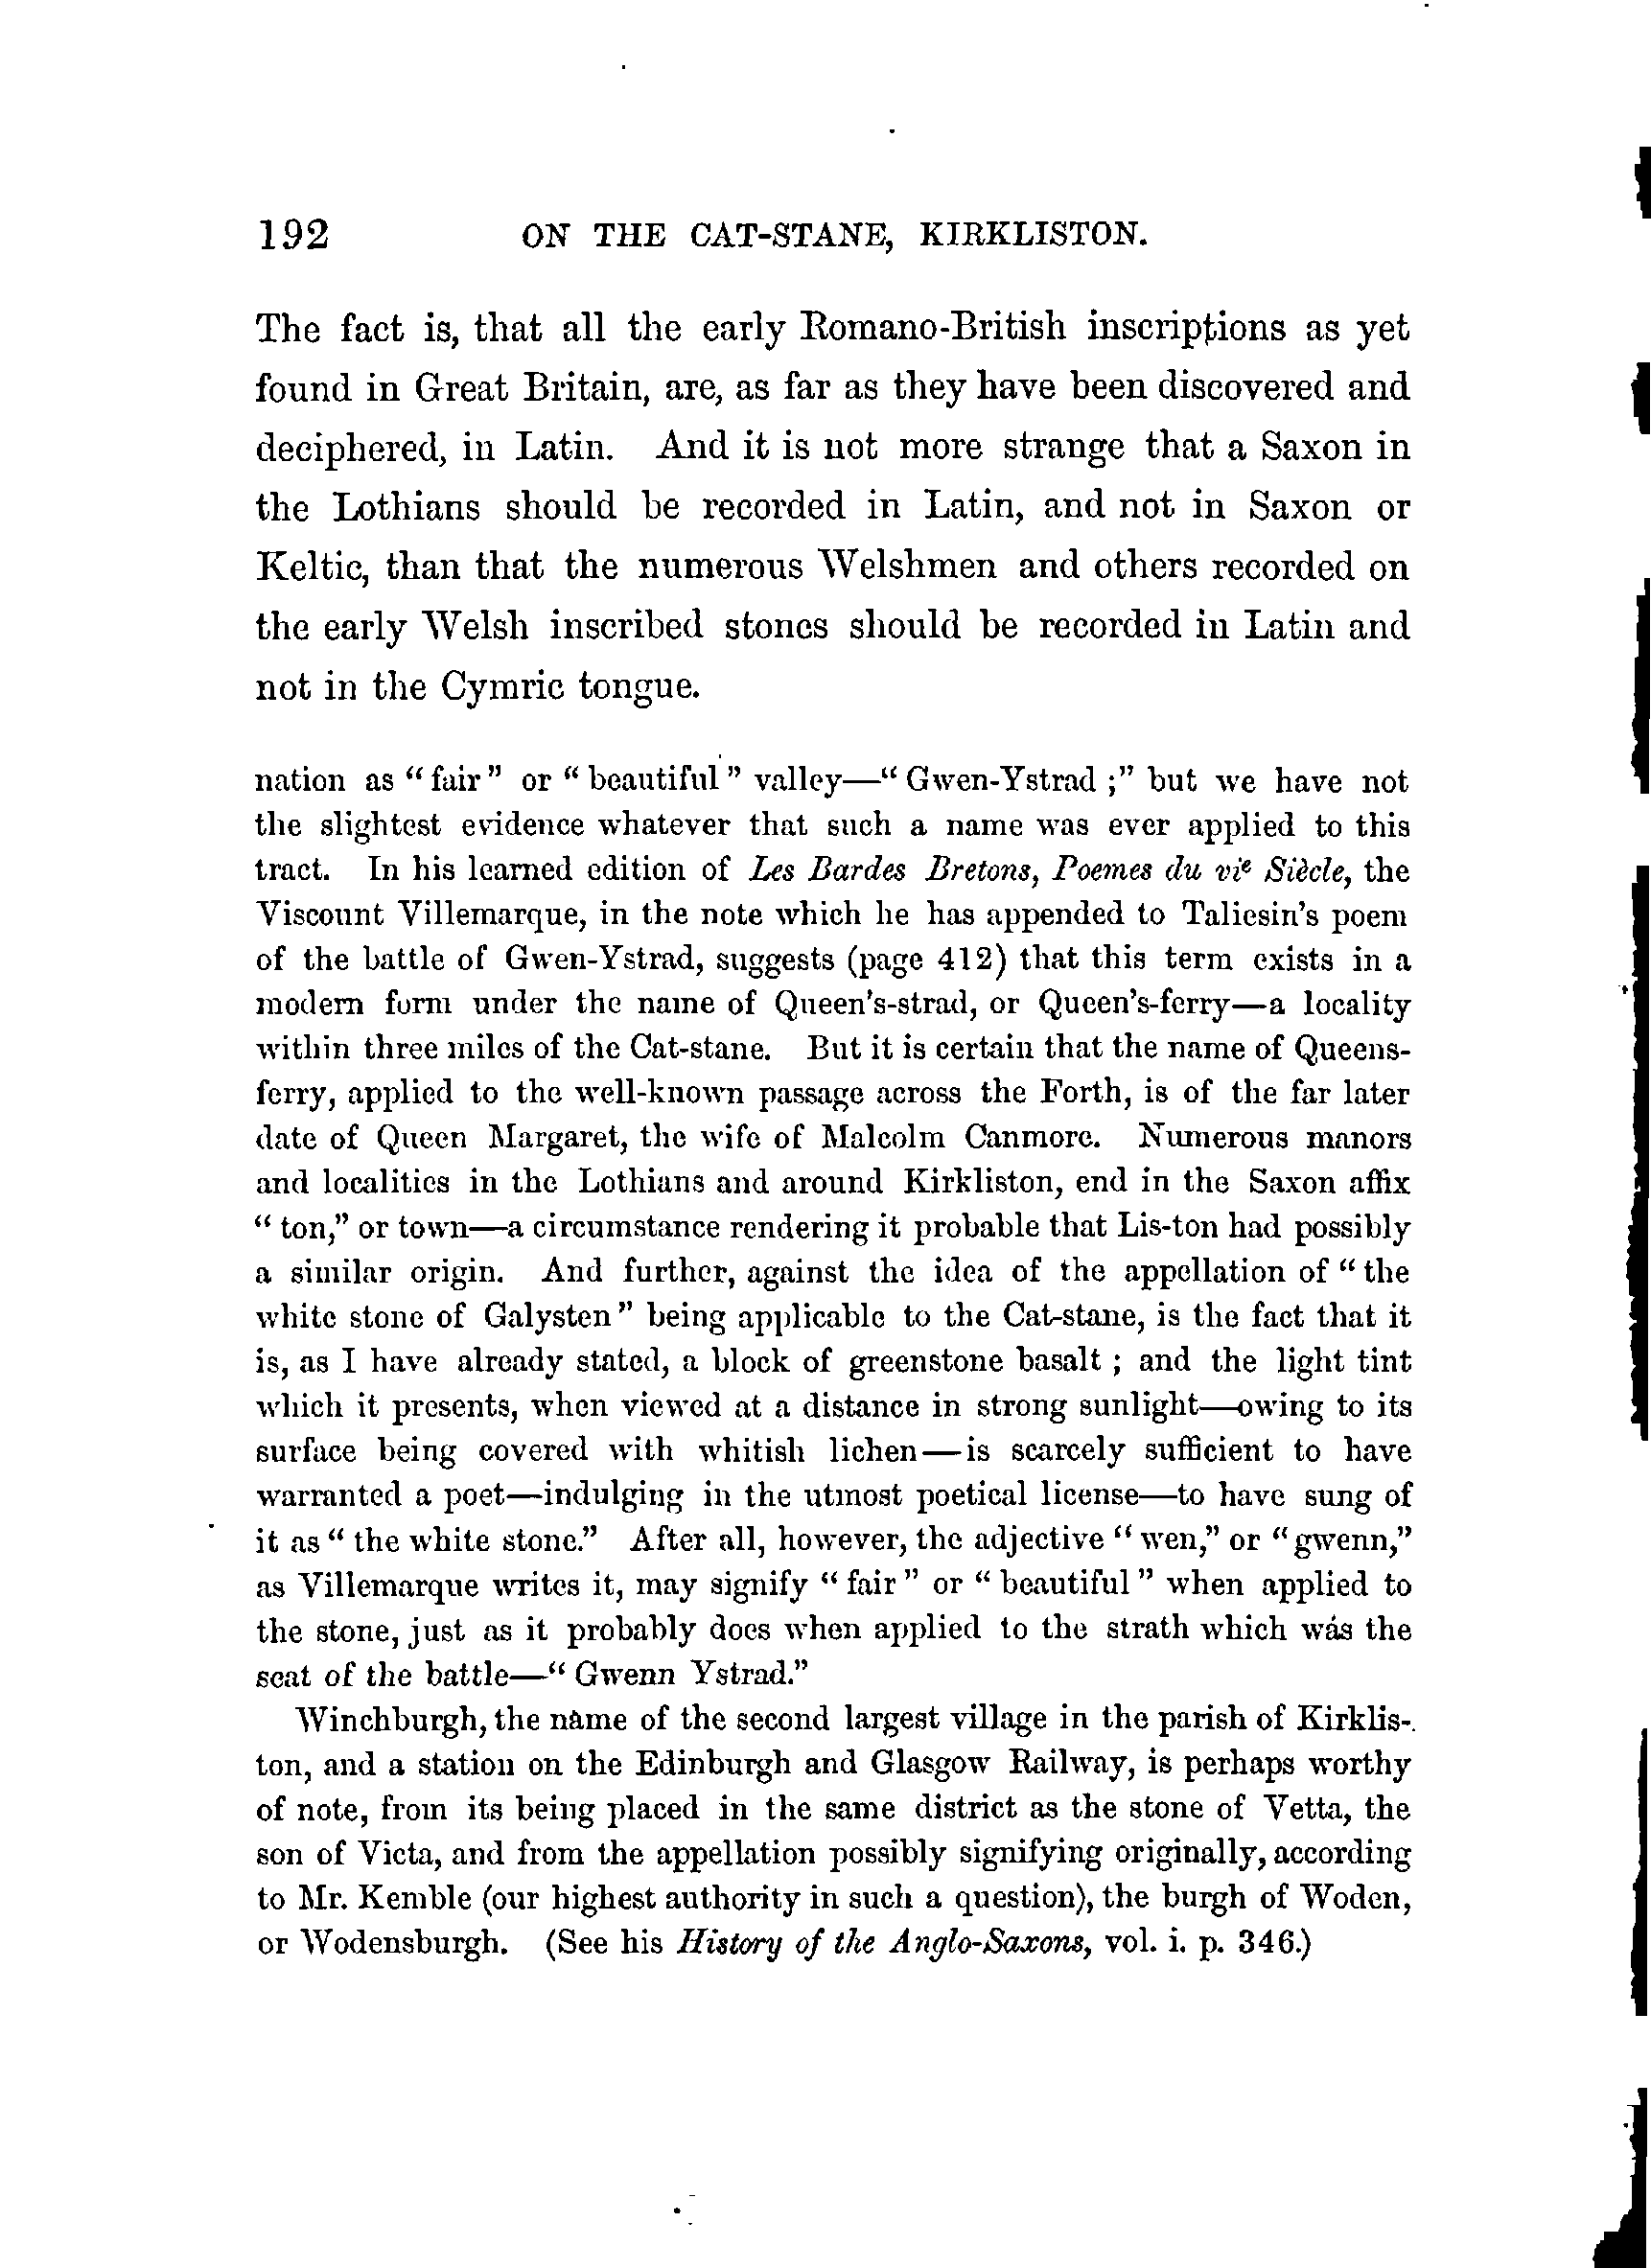 192 ON THE CAT-STANE, KIRKLISTON.
The fact is, that all the early Romano-British inscriptions as yet
found in Great Britain, are, as far as they have been discovered and
deciphered, in Latin. And it is not more strange that a Saxon in
the Lothians should be recorded in Latin, and not in Saxon or
Keltic, than that the numerous Welshmen and others recorded on
the early Welsh inscribed stones should be recorded in Latin and
not in the Cymric tongue.
nation as “fair” or “beautiful” valley—“Gwen-Ystrad;” but we have not
the slightest evidence whatever that such a name was ever applied to this
tract. In his learned edition of Les Bardes Bretons, Poemes du viᵉ Siècle, the
Viscount Villemarque, in the note which he has appended to Taliesin's poem
of the battle of Gwen-Ystrad, suggests (page 412) that this term exists in a
modern form under the name of Queen's-strad, or Queen's-ferry—a locality
within three miles of the Cat-stane. But it is certain that the name of Queens-
ferry, applied to the well-known passage across the Forth, is of the far later
date of Queen Margaret, the wife of Malcolm Canmore. Numerous manors
and localities in the Lothians and around Kirkliston, end in the Saxon affix
“ton,” or town—a circumstance rendering it probable that Lis-ton had possibly
a similar origin. And further, against the idea of the appellation of “the
white stone of Galysten” being applicable to the Cat-stane, is the fact that it
is, as I have already stated, a block of greenstone basalt; and the light tint
which it presents, when viewed at a distance in strong sunlight—owing to its
surface being covered with whitish lichen—is scarcely sufficient to have
warranted a poet—indulging in the utmost poetical license—to have sung of
it as “the white stone.” After all, however, the adjective “wen,” or “gwenn,”
as Villemarque writes it, may signify “fair” or “beautiful” when applied to
the stone, just as it probably does when applied to the strath which was the
seat of the battle—“Gwenn Ystrad.”
Winchburgh, the name of the second largest village in the parish of Kirklis-
ton, and a station on the Edinburgh and Glasgow Railway, is perhaps worthy
of note, from its being placed in the same district as the stone of Vetta, the
son of Victa, and from the appellation possibly signifying originally, according
to Mr. Kemble (our highest authority in such a question), the burgh of Woden,
or Wodensburgh. (See his History of the Anglo-Saxons, vol. i. p. 346.)